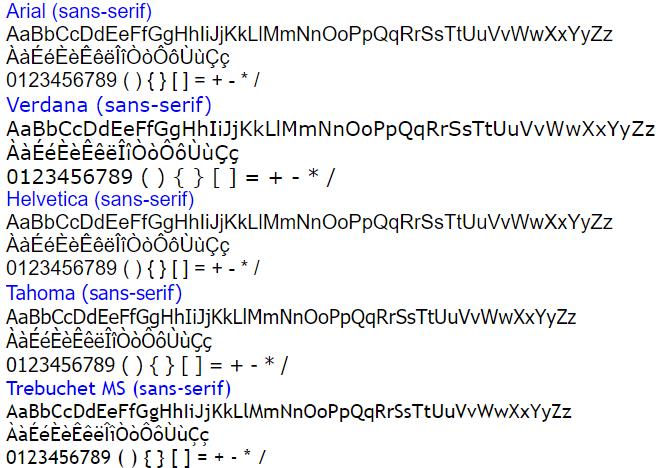 Arial (sans-serif)
AaBbCcDdEeFfGgHhIiJjKkLlMmNnOoPpQqRrSsTtUuVvWwXxYyZz
ÀàÉéÈèÊêëÎîÒòÔôÙùÇç
0123456789 ( ) { } [ ] = + - * /
Verdana (sans-serif)
AaBbCcDdEeFfGgHhIiJjKkLlMmNnOoPpQqRrSsTtUuVvWwXxYyZz
ÀàÉéÈèÊêëÎîÒòÔôÙùÇç
0123456789 ( ) { } [ ] = + - * /
Helvetica (sans-serif)
AaBbCcDdEeFfGgHhIiJjKkLlMmNnOoPpQqRrSsTtUuVvWwXxYyZz
ÀàÉéÈèÊêëÎîÒòÔôÙùÇç
0123456789 ( ) { } [ ] = + - * /
Tahoma (sans-serif)
AaBbCcDdEeFfGgHhIiJjKkLlMmNnOoPpQqRrSsTtUuVvWwXxYyZz
ÀàÉéÈèÊêëÎîÒòÔôÙùÇç
0123456789 ( ) { } [ ] = + - * /
Trebuchet MS (sans-serif)
AaBbCcDdEeFfGgHhIiJjKkLlMmNnOoPpQqRrSsTtUuVvWwXxYyZz
ÀàÉéÈèÊêëÎîÒòÔôÙùÇç
0123456789 ( ) { } [ ] = + - * /